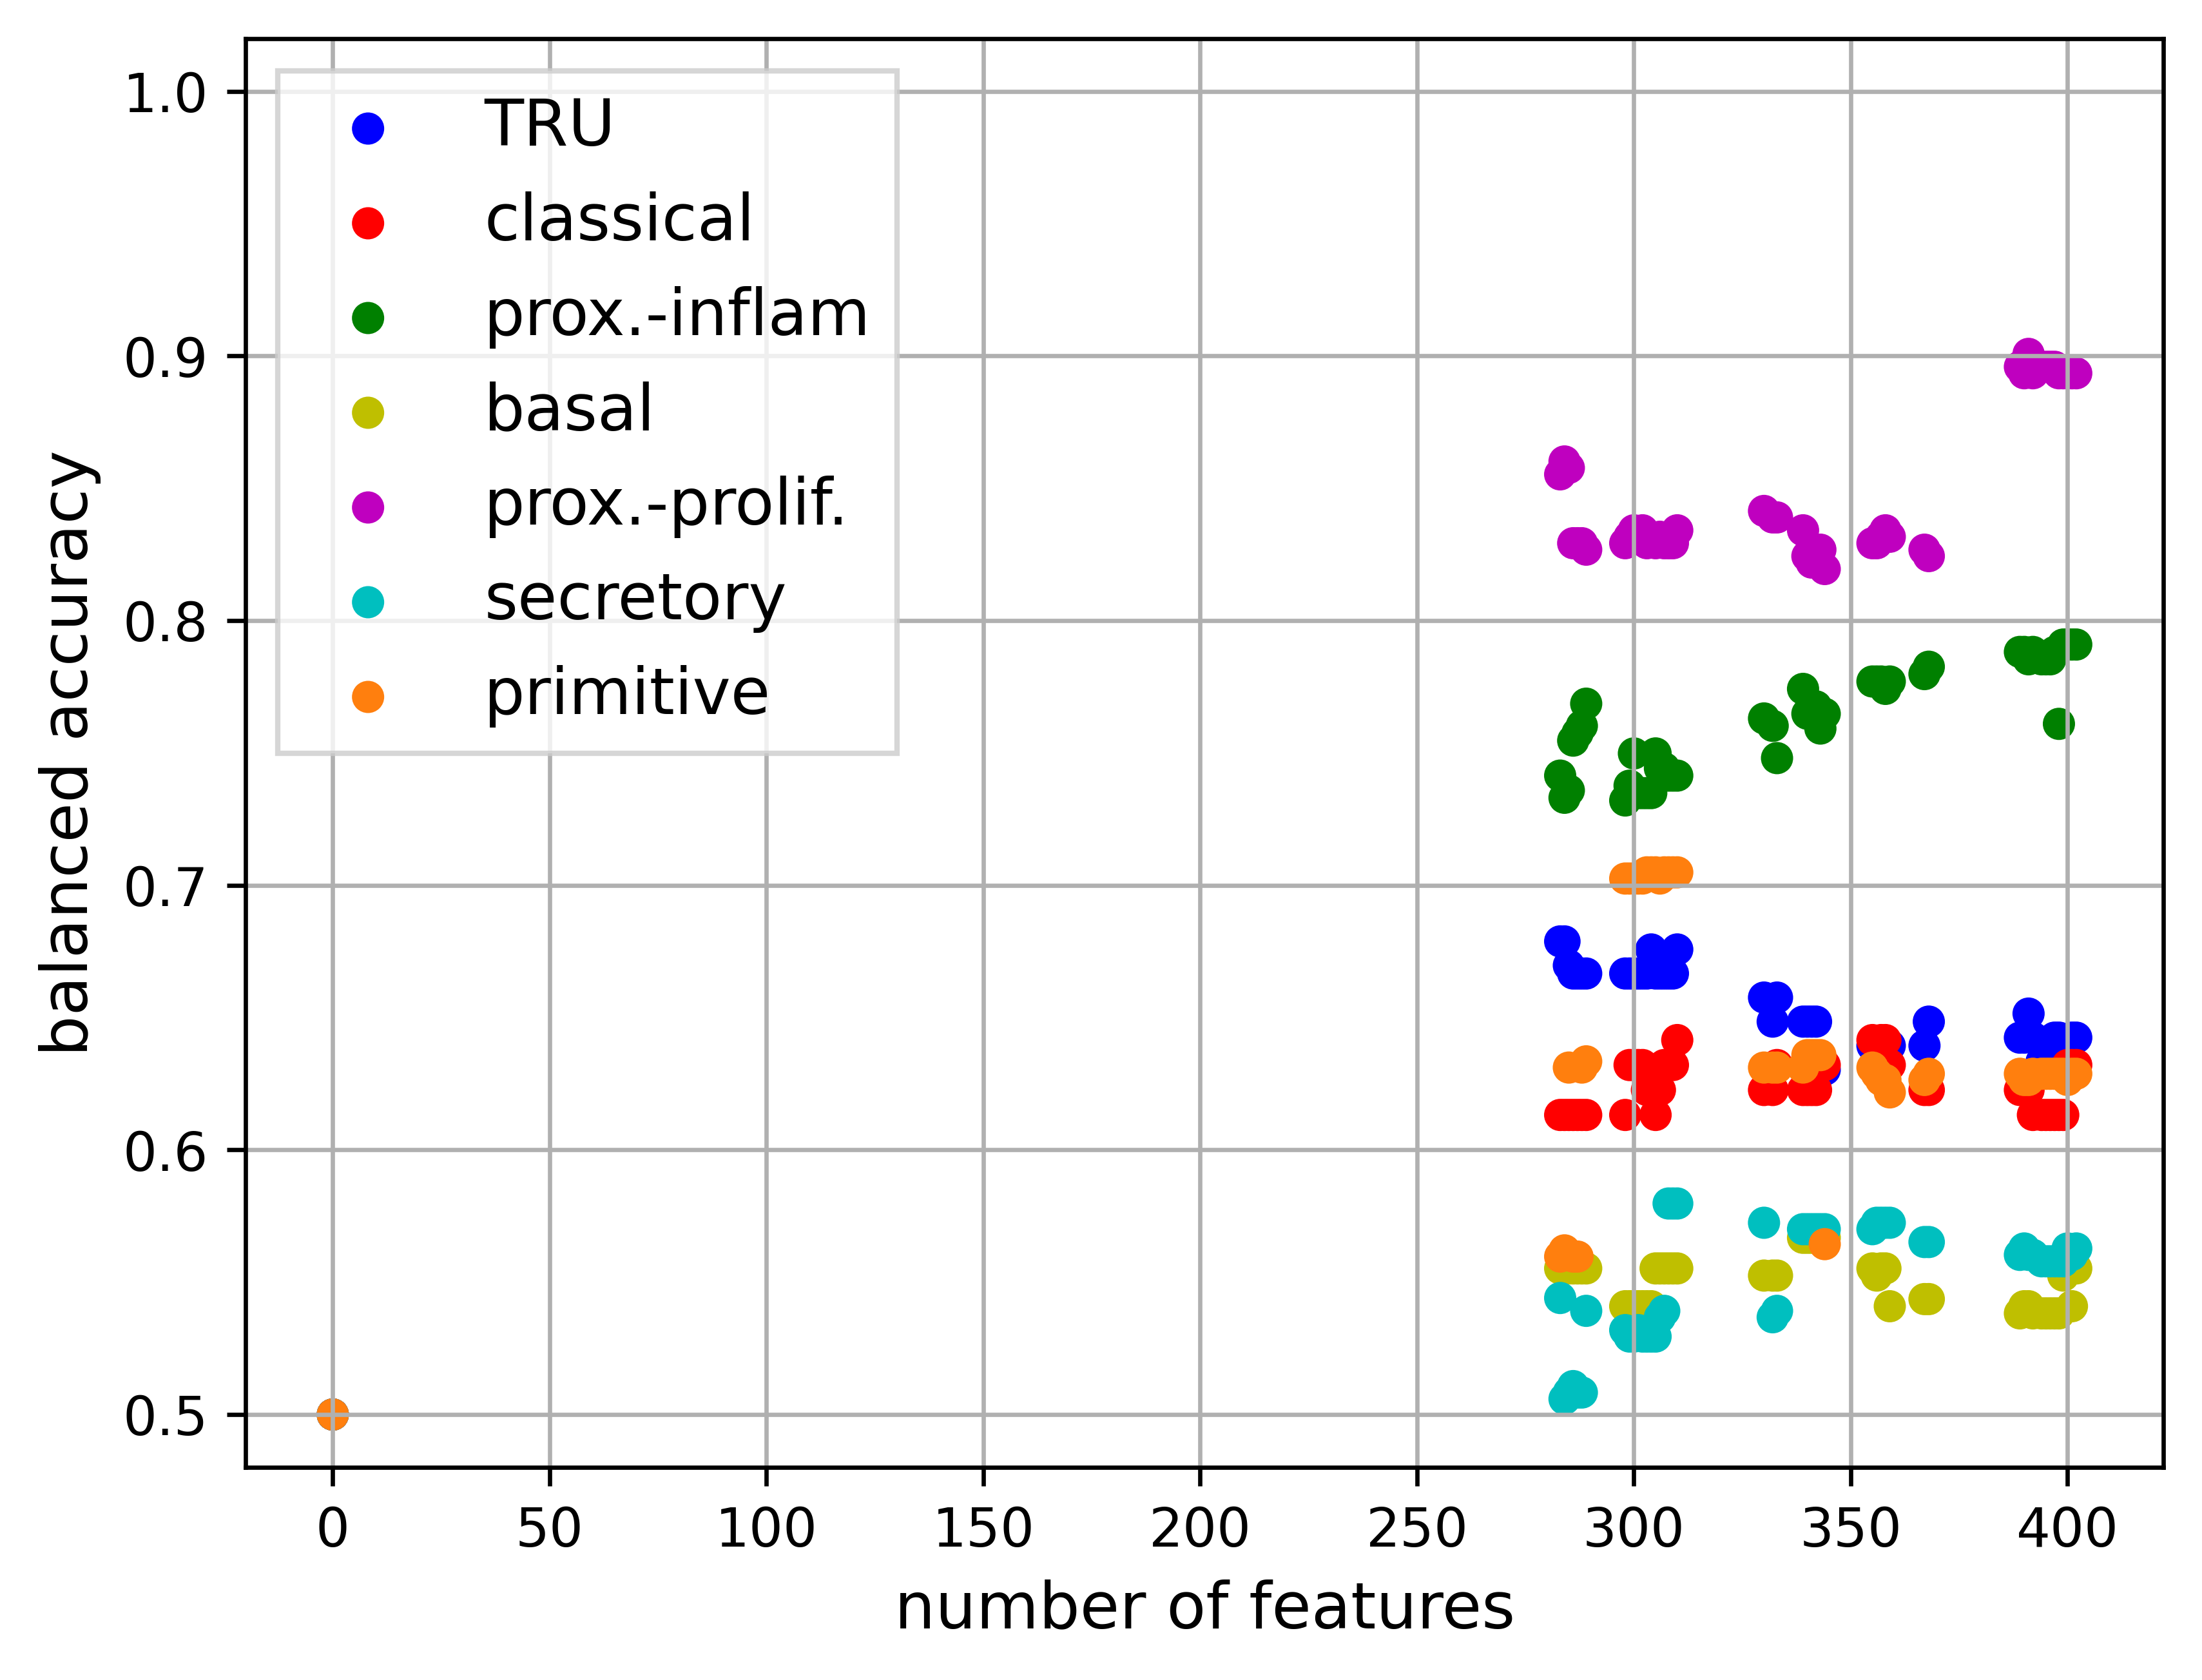 1.0
0.9
0.8
0.7
0.6
0.5
balanced accuracy
TRU
classical
prox.-inflam
basal
prox.-prolif.
secretory
primitive
0 50 100 150 200 250 300 350 400
number of features